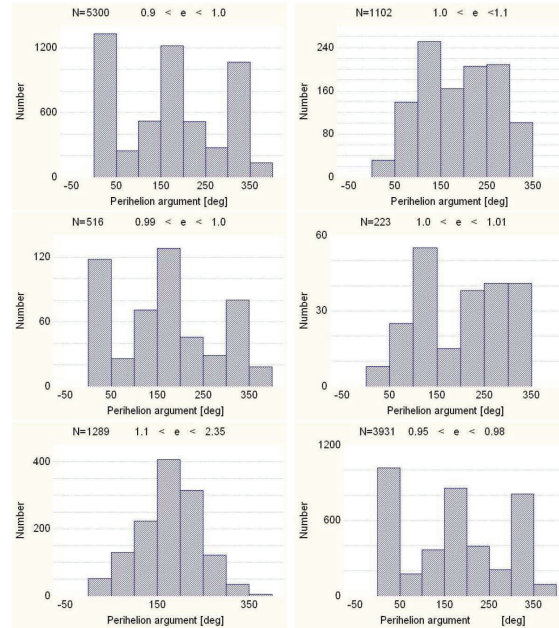 N=5300 0.9 < e < 1.0
1200
600
0
Number
-50 50 150 250 350
Perihelion argument [deg]
N=1102 1.0 < e <1.1
240
160
80
0
Number
-50 50 150 250 350
Perihelion argument [deg]
N=516 0.99 < e < 1.0
120
60
0
Number
-50 50 150 250 350
Perihelion argument [deg]
N=223 1.0 < e < 1.01
60
30
0
Number
-50 50 150 250 350
Perihelion argument [deg]
N=1289 1.1 < e < 2.35
400
200
0
Number
-50 50 150 250 350
Perihelion argument [deg]
N=3931 0.95 < e < 0.98
1200
600
0
Number
-50 50 150 250 350
Perihelion argument [deg]